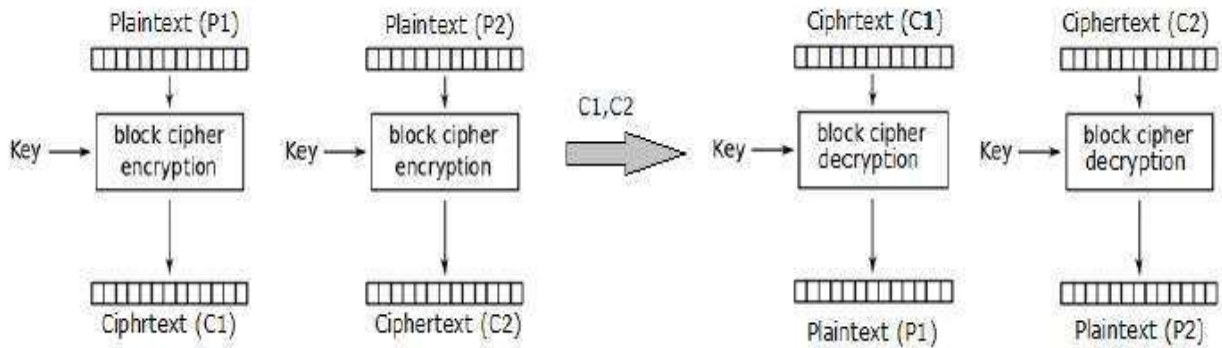 Plaintext (P1)
Plaintext (P2)
Ciphrtext (C1)
Ciphertext (C2)
C1,C2
Key
block cipher
encryption
Key
block cipher
encryption
Key
block cipher
decryption
Key
block cipher
decryption
Ciphrtext (C1)
Ciphertext (C2)
Plaintext (P1)
Plaintext (P2)